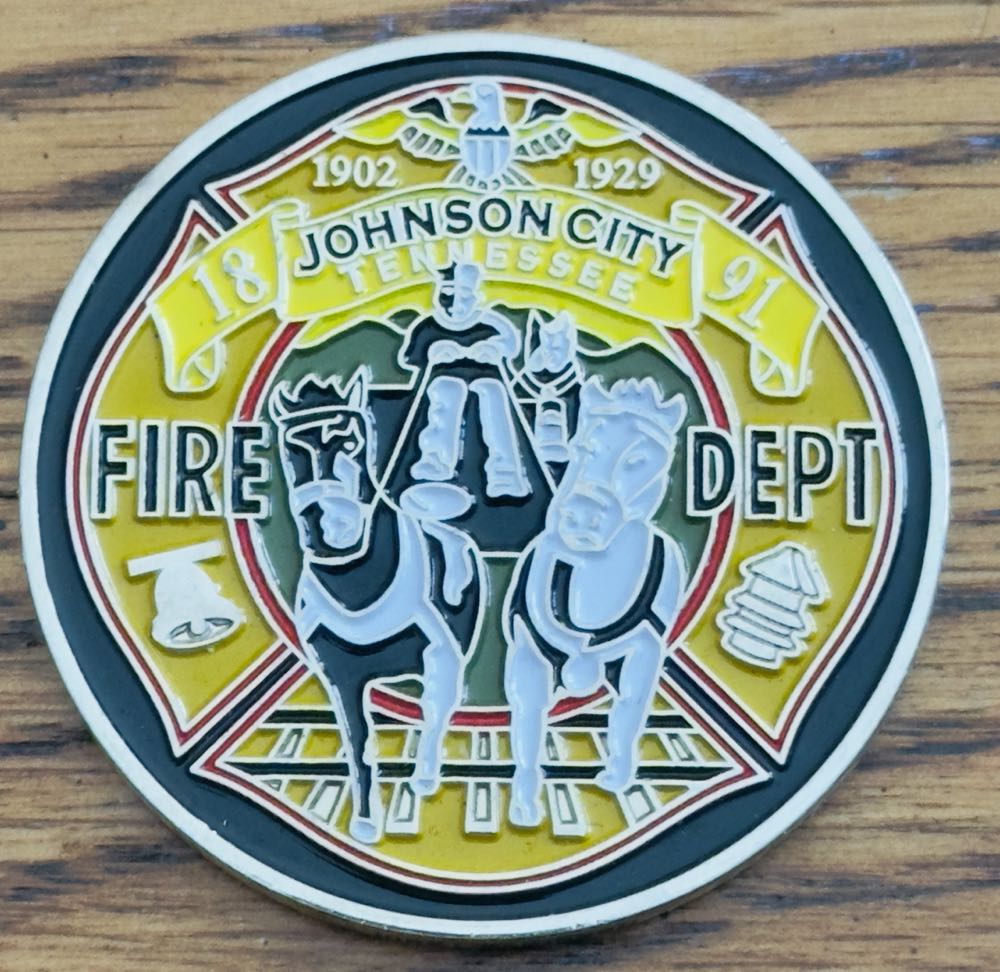 1902 1929
JOHNSON CITY
18 TENNESSEE 91
FIRE DEPT